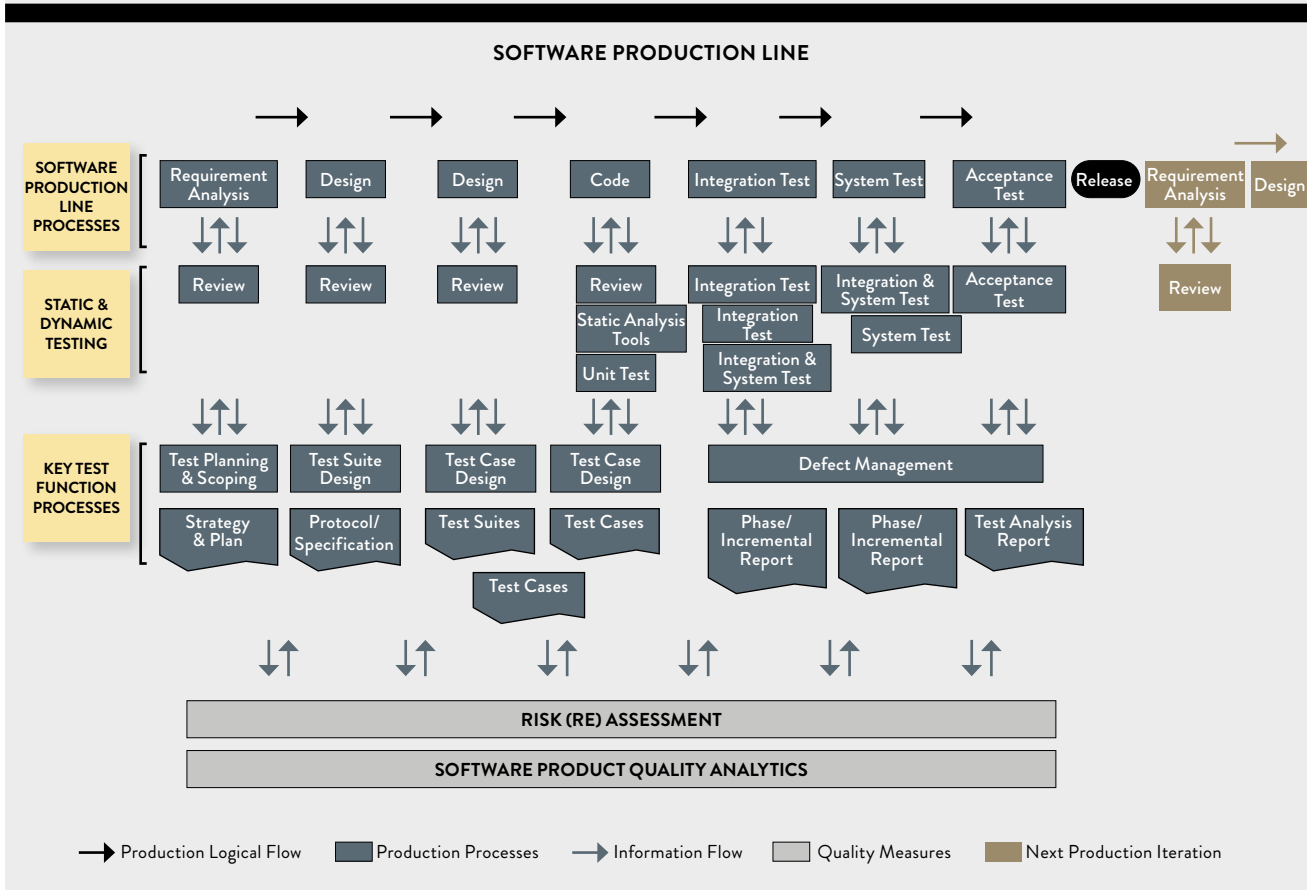 SOFTWARE PRODUCTION LINE
SOFTWARE
PRODUCTION
LINE
PROCESSES
Requirement
Analysis
Design
Design
Code
Integration Test
System Test
Acceptance
Test
Release
Requirement
Analysis
Design
STATIC &
DYNAMIC
TESTING
Review
Review
Review
Review
Static Analysis
Tools
Unit Test
Integration Test
Integration
Test
Integration &
System Test
Integration &
System Test
System Test
Acceptance
Test
Review
KEY TEST
FUNCTION
PROCESSES
Test Planning
& Scoping
Test Suite
Design
Test Case
Design
Test Case
Design
Defect Management
Strategy
& Plan
Protocol/
Specification
Test Suites
Test Cases
Test Cases
Phase/
Incremental
Report
Phase/
Incremental
Report
Test Analysis
Report
RISK (RE) ASSESSMENT
SOFTWARE PRODUCT QUALITY ANALYTICS
Production Logical Flow
Production Processes
Information Flow
Quality Measures
Next Production Iteration